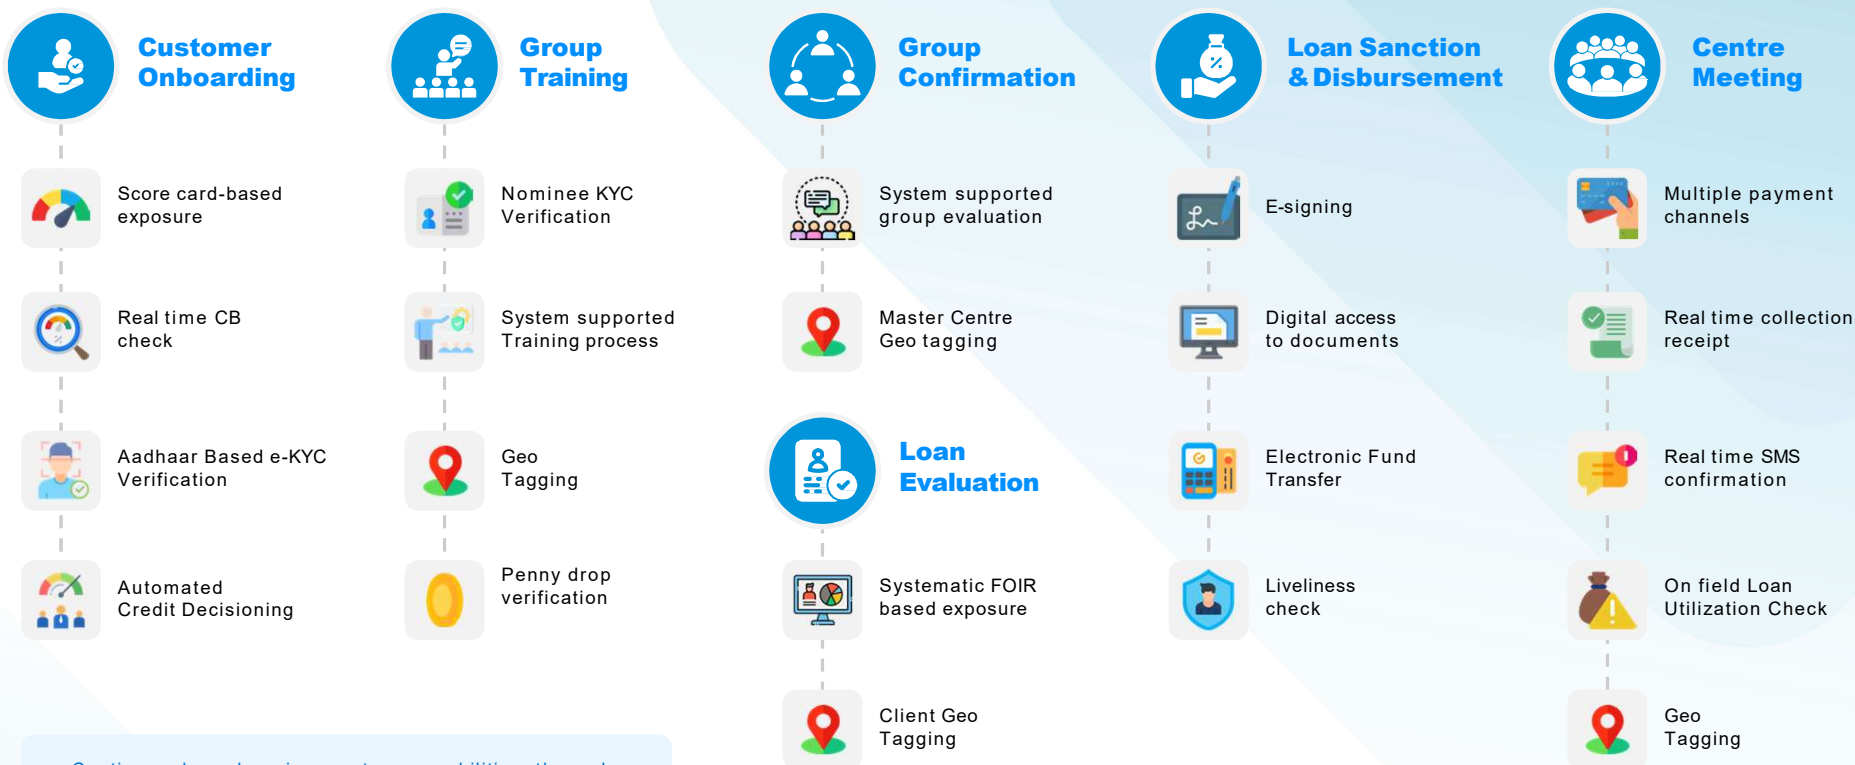 Customer
Onboarding
Score card-based
exposure
Real time CB
check
Aadhaar Based e-KYC
Verification
Automated
Credit Decisioning
Group
Training
Nominee KYC
Verification
System supported
Training process
Geo
Tagging
Penny drop
verification
Group
Confirmation
System supported
group evaluation
Master Centre
Geo tagging
Loan
Evaluation
Systematic FOIR
based exposure
Client Geo
Tagging
Loan Sanction
& Disbursement
E-signing
Digital access
to documents
Electronic Fund
Transfer
Liveliness
check
Centre
Meeting
Multiple payment
channels
Real time collection
receipt
Real time SMS
confirmation
On field Loan
Utilization Check
Geo
Tagging